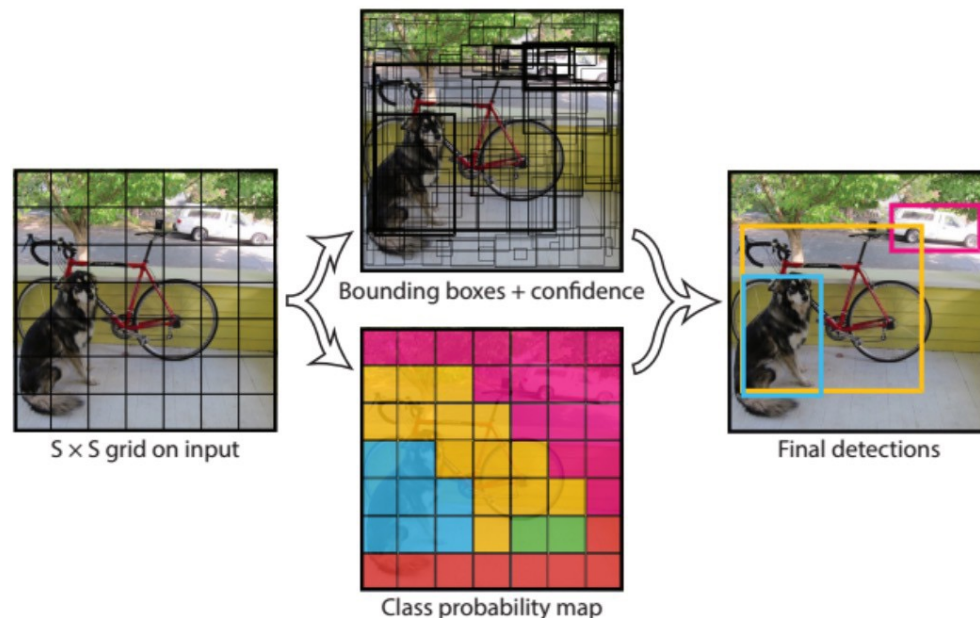 Bounding boxes + confidence
S × S grid on input
Final detections
Class probability map